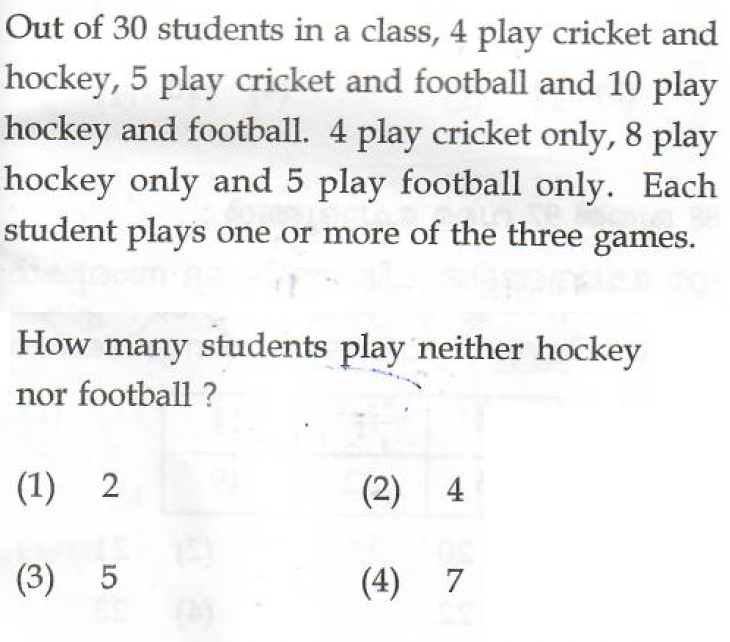 Out of 30 students in a class, 4 play cricket and
hockey, 5 play cricket and football and 10 play
hockey and football. 4 play cricket only, 8 play
hockey only and 5 play football only. Each
student plays one or more of the three games.
How many students play neither hockey
nor football ?
(1) 2 (2) 4
(3) 5 (4) 7